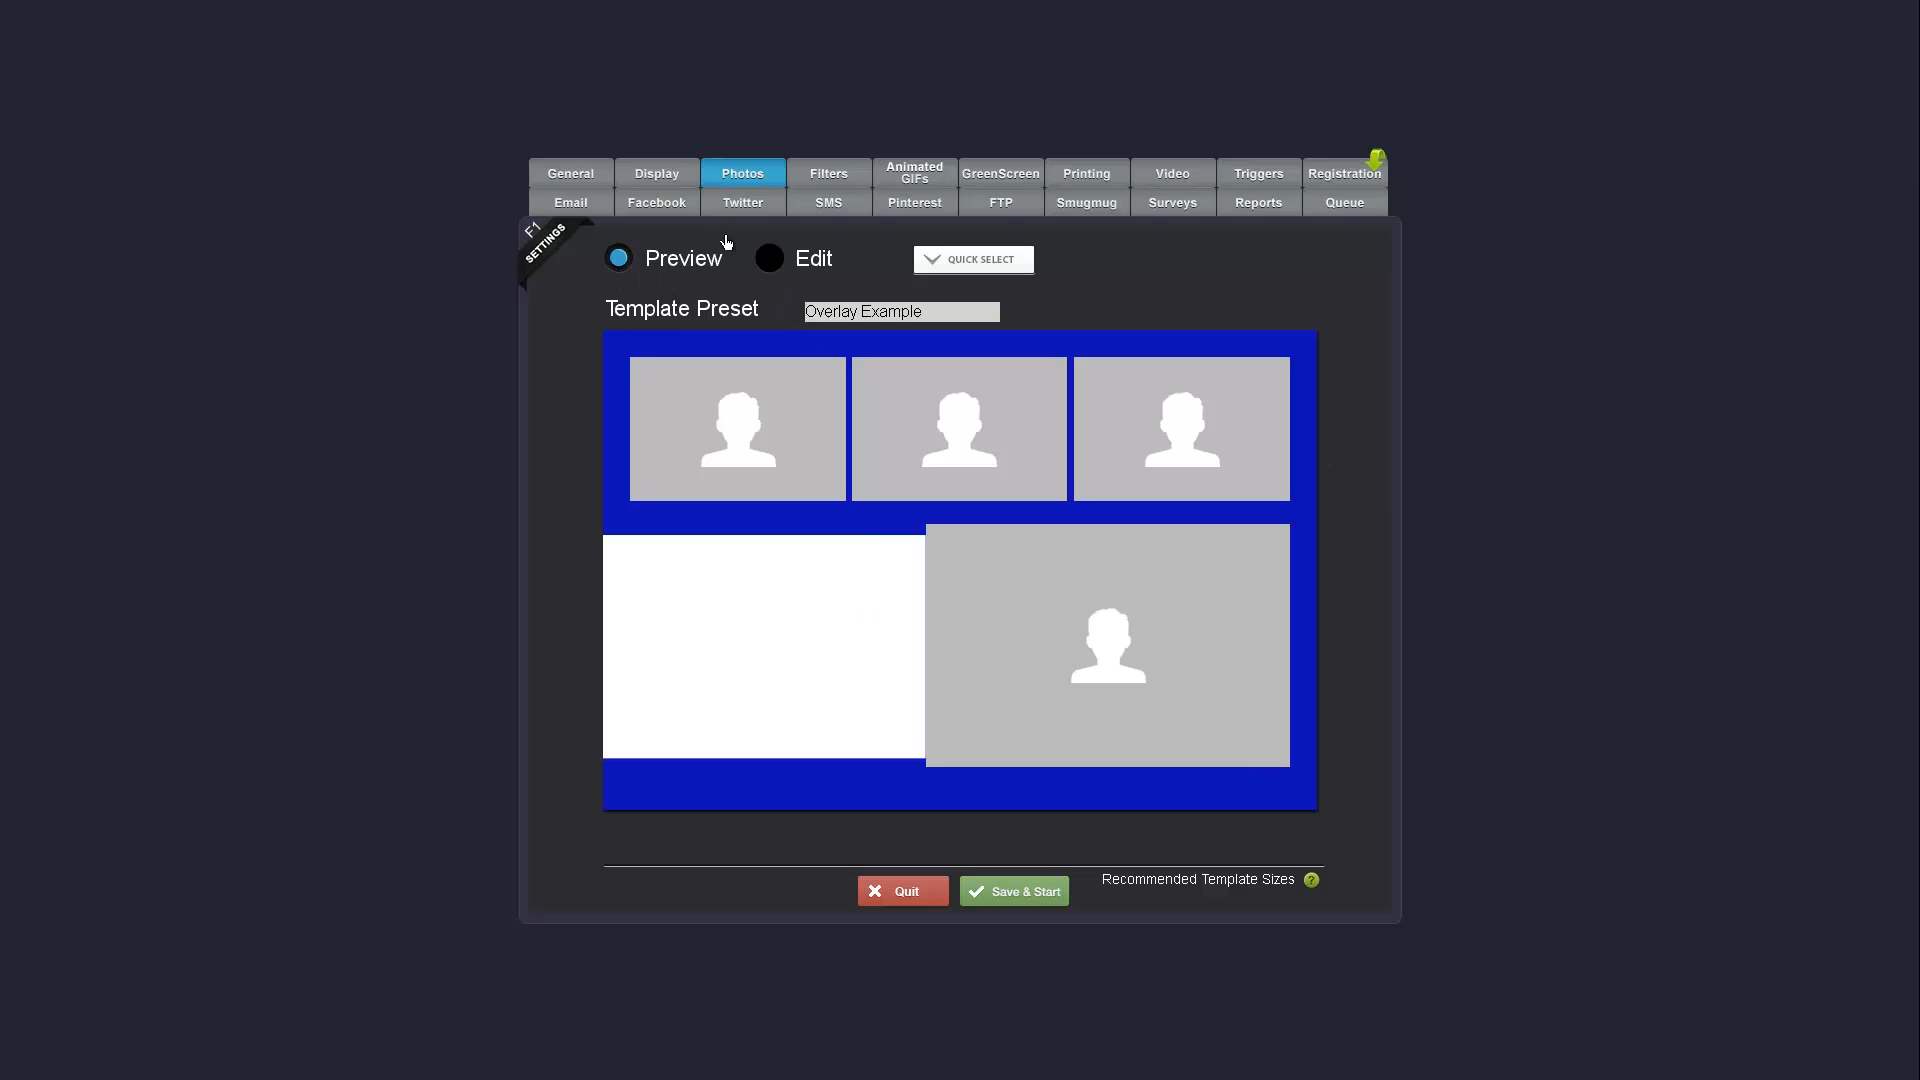 General Display Photos Filters Animated GIFs GreenScreen Printing Video Triggers Registration
Email Facebook Twitter SMS Pinterest FTP Smugmug Surveys Reports Queue
F1
SETTINGS
Preview Edit QUICK SELECT
Template Preset Overlay Example
Quit Save & Start Recommended Template Sizes ?